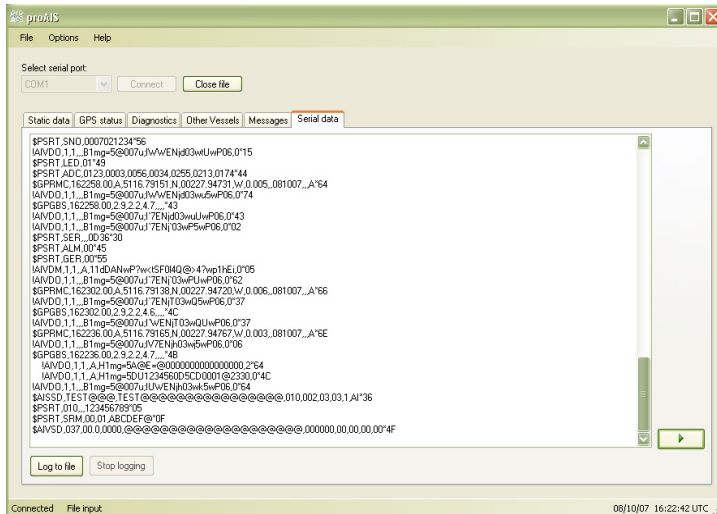 proAIS
File Options Help
Select serial port:
COM1 Connect Close file
Static data GPS status Diagnostics Other Vessels Messages Serial data
$PSRT,SNO,0007021234*56
!AIVDO,1,1,,,B1mg=5@007u;lWWENjd03wtUwP06,0*15
$PSRT,LED,01*49
$PSRT,ADC,0123,0003,0056,0034,0255,0213,0174*44
$GPRMC,162258.00,A,5116.79151,N,00227.94731,W,0.005,,081007,,,A*64
!AIVDO,1,1,,,B1mg=5@007u;lWWENjd03wu5wP06,0*74
$GPGBS,162258.00,2.9,2.2,4.7,,,,*43
!AIVDO,1,1,,,B1mg=5@007u;l`7ENjd03wuUwP06,0*43
!AIVDO,1,1,,,B1mg=5@007u;l`7ENj`03wP5wP06,0*02
$PSRT,SER,,,0D36*30
$PSRT,ALM,00*45
$PSRT,GER,00*55
!AIVDM,1,1,,A,11dDANwP?w<tSF0l4Q@>4?wp1hEi,0*05
!AIVDO,1,1,,,B1mg=5@007u;l`7ENj`03wPUwP06,0*62
$GPRMC,162302.00,A,5116.79138,N,00227.94720,W,0.006,,081007,,,A*66
!AIVDO,1,1,,,B1mg=5@007u;l`7ENjT03wQ5wP06,0*37
$GPGBS,162302.00,2.9,2.2,4.6,,,,*4C
!AIVDO,1,1,,,B1mg=5@007u;l`WENjT03wQUwP06,0*37
$GPRMC,162236.00,A,5116.79165,N,00227.94767,W,0.003,,081007,,,A*6E
!AIVDO,1,1,,,B1mg=5@007u;lV7ENjh03wj5wP06,0*06
$GPGBS,162236.00,2.9,2.2,4.7,,,,*4B
!AIVDO,1,1,,A,H1mg=5A@E=@0000000000000000,2*64
!AIVDO,1,1,,A,H1mg=5DU1234560D5CD0001@2330,0*4C
!AIVDO,1,1,,,B1mg=5@007u;lUWENjh03wk5wP06,0*64
$AISSD,TEST@@@,TEST@@@@@@@@@@@@@@@@,010,002,03,03,1,AI*36
$PSRT,010,,,123456789*05
$PSRT,SRM,00,01,ABCDEF@*0F
$AIVSD,037,00.0,0000,@@@@@@@@@@@@@@@@@@@@,000000,00,00,00,00*4F
Log to file Stop logging
Connected File input 08/10/07 16:22:42 UTC